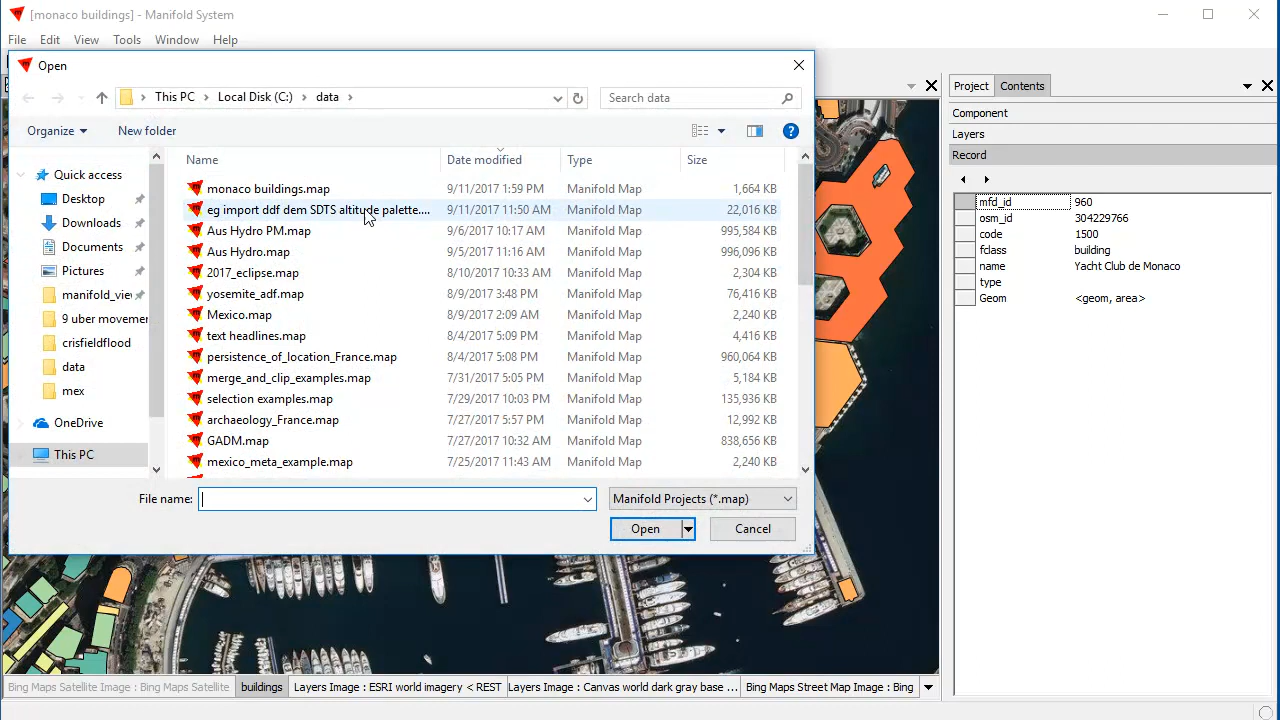 [monaco buildings] - Manifold System
File Edit View Tools Window Help
Open
This PC > Local Disk (C:) > data >
Search data
Organize
New folder
Name Date modified Type Size
Quick access
Desktop
Downloads
Documents
Pictures
manifold_vie
9 uber momen
crisfieldflood
data
mex
OneDrive
This PC
monaco buildings.map 9/11/2017 1:59 PM Manifold Map 1,664 KB
eg import ddf dem SDTS altitude palette.... 9/11/2017 11:50 AM Manifold Map 22,016 KB
Aus Hydro PM.map 9/6/2017 10:17 AM Manifold Map 995,584 KB
Aus Hydro.map 9/5/2017 11:16 AM Manifold Map 996,096 KB
2017_eclipse.map 8/10/2017 10:33 AM Manifold Map 2,304 KB
yosemite_adf.map 8/9/2017 3:48 PM Manifold Map 76,416 KB
Mexico.map 8/9/2017 2:09 AM Manifold Map 2,240 KB
text headlines.map 8/4/2017 5:09 PM Manifold Map 4,416 KB
persistence_of_location_France.map 8/4/2017 5:08 PM Manifold Map 960,064 KB
merge_and_clip_examples.map 7/31/2017 5:05 PM Manifold Map 5,184 KB
selection examples.map 7/29/2017 10:03 PM Manifold Map 135,936 KB
archaeology_France.map 7/27/2017 5:57 PM Manifold Map 12,992 KB
GADM.map 7/27/2017 10:32 AM Manifold Map 838,656 KB
mexico_meta_example.map 7/25/2017 11:43 AM Manifold Map 2,240 KB
File name:
Manifold Projects (*.map)
Open
Cancel
Project Contents
Component
Layers
Record
mfd_id 960
osm_id 304229766
code 1500
fclass building
name Yacht Club de Monaco
type
Geom <geom, area>
Bing Maps Satellite Image : Bing Maps Satellite
buildings
Layers Image : ESRI world imagery < REST
Layers Image : Canvas world dark gray base ...
Bing Maps Street Map Image : Bing